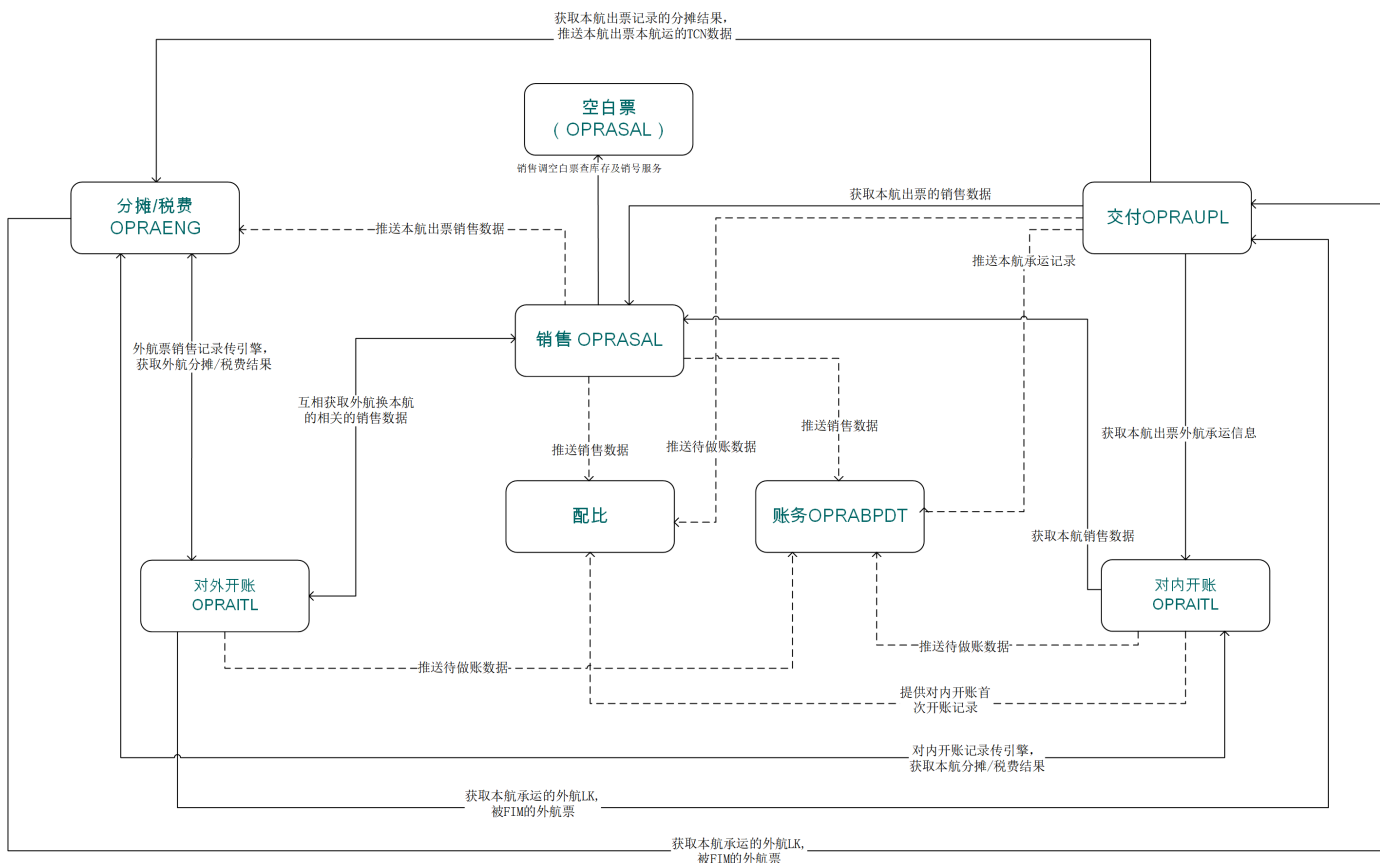 获取本航出票记录的分摊结果,
推送本航出票本航运的TCN数据
空白票
（OPRASAL）
销售调空白票查库存及销号服务
分摊/税费
OPRAENG
获取本航出票的销售数据
交付OPRAUPL
推送本航出票销售数据
推送本航承运记录
销售 OPRASAL
外航票销售记录传引擎,
获取外航分摊/税费结果
互相获取外航换本航
的相关的销售数据
推送销售数据
推送销售数据
推送待做账数据
获取本航出票外航承运信息
配比
账务OPRABPDT
获取本航销售数据
对外开账
OPRAITL
对内开账
OPRAITL
推送待做账数据
推送待做账数据
提供对内开账首
次开账记录
对内开账记录传引擎,
获取本航分摊/税费结果
获取本航承运的外航LK,
被FIM的外航票
获取本航承运的外航LK,
被FIM的外航票